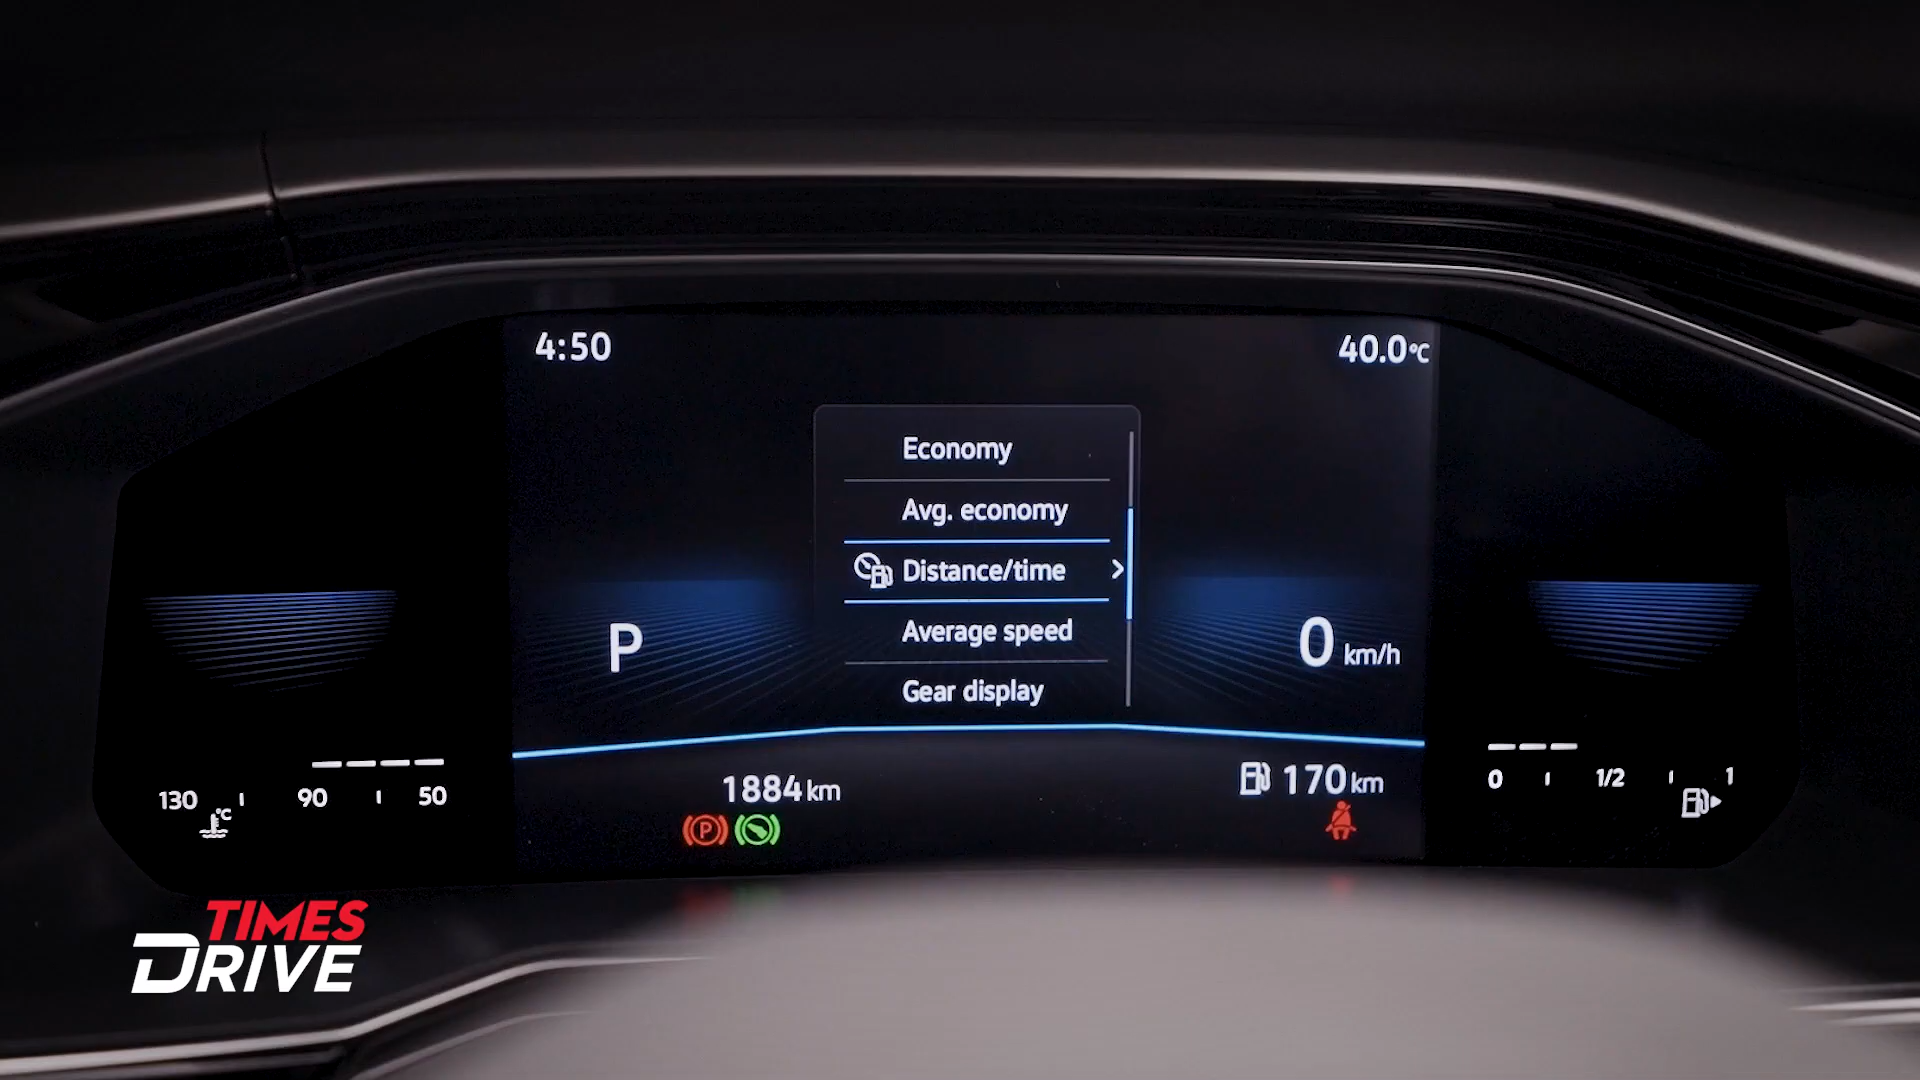 4:50
40.0°C
Economy
Avg. economy
Distance/time
Average speed
Gear display
P
0 km/h
130 90 50
°C
1884 km
170 km
0 1/2 1
P
TIMES
DRIVE